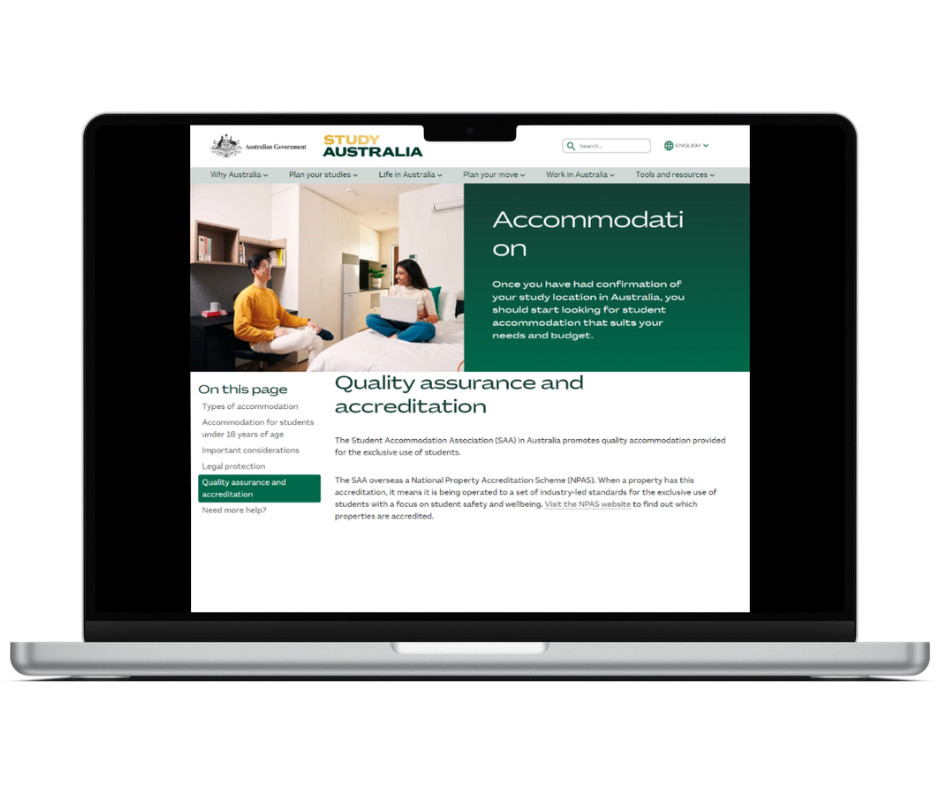 Australian Government
STUDY
AUSTRALIA
Search...
ENGLISH
Why Australia
Plan your studies
Life in Australia
Plan your move
Work in Australia
Tools and resources
Accommodati
on
Once you have had confirmation of
your study location in Australia, you
should start looking for student
accommodation that suits your
needs and budget.
On this page
Types of accommodation
Accommodation for students
under 18 years of age
Important considerations
Legal protection
Quality assurance and
accreditation
Need more help?
Quality assurance and
accreditation
The Student Accommodation Association (SAA) in Australia promotes quality accommodation provided
for the exclusive use of students.
The SAA overseas a National Property Accreditation Scheme (NPAS). When a property has this
accreditation, it means it is being operated to a set of industry-led standards for the exclusive use of
students with a focus on student safety and wellbeing. Visit the NPAS website to find out which
properties are accredited.